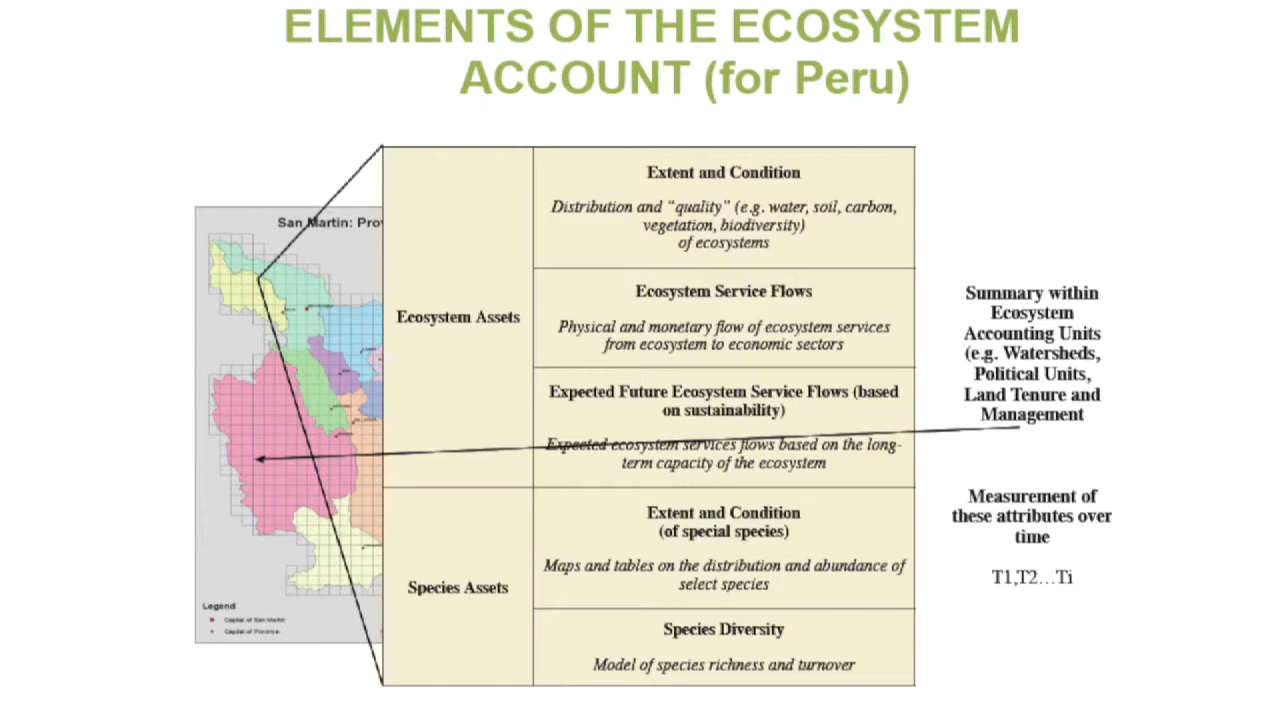 ELEMENTS OF THE ECOSYSTEM
ACCOUNT (for Peru)
San Martin: Prov
Legend
Capital of San Martin
Capital of Province
Ecosystem Assets
Extent and Condition
Distribution and “quality” (e.g. water, soil, carbon,
vegetation, biodiversity)
of ecosystems
Ecosystem Service Flows
Physical and monetary flow of ecosystem services
from ecosystem to economic sectors
Expected Future Ecosystem Service Flows (based
on sustainability)
Expected ecosystem services flows based on the long-
term capacity of the ecosystem
Species Assets
Extent and Condition
(of special species)
Maps and tables on the distribution and abundance of
select species
Species Diversity
Model of species richness and turnover
Summary within
Ecosystem
Accounting Units
(e.g. Watersheds,
Political Units,
Land Tenure and
Management
Measurement of
these attributes over
time
T1,T2…Ti